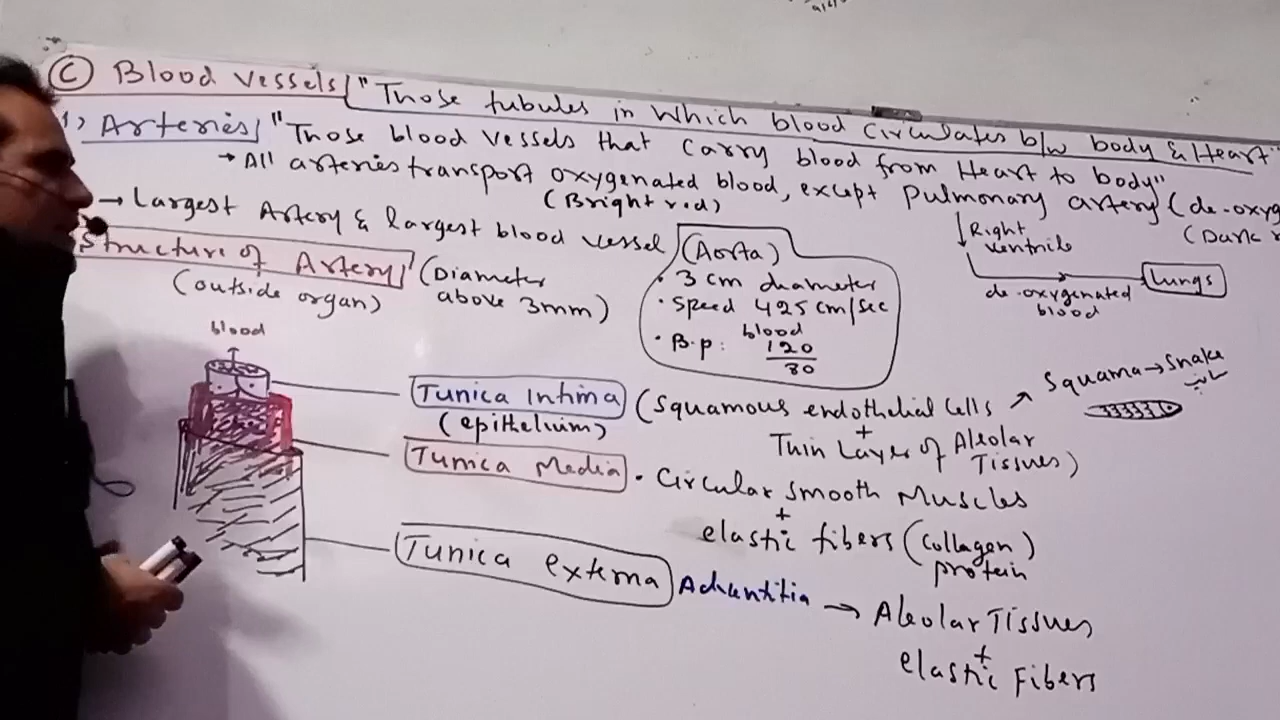 C Blood Vessels "Those tubules in which blood circulates b/w body & Heart"
1) Arteries "Those blood vessels that carry blood from Heart to body"
→ All arteries transport oxygenated blood, except Pulmonary artery (de-oxyg
(Bright red)
(Dark r
→ Largest Artery & largest blood vessel (Aorta)
• 3 cm diameter
• Speed 425 cm/sec
blood
• B.p: 120
80
Right
ventrile
de-oxygenated
blood
Lungs
Structure of Artery (Diameter
above 3mm)
(outside organ)
blood
Tunica Intima (Squamous endothelial cells
(epithelium)
+
Thin Layer of Aleolar
Tissues)
Squama → Snake
سانپ
Tunica Media • Circular smooth Muscles
+
elastic fibers (collagen)
protein
Tunica externa Adventitia → Aleolar Tissues
+
elastic Fibers